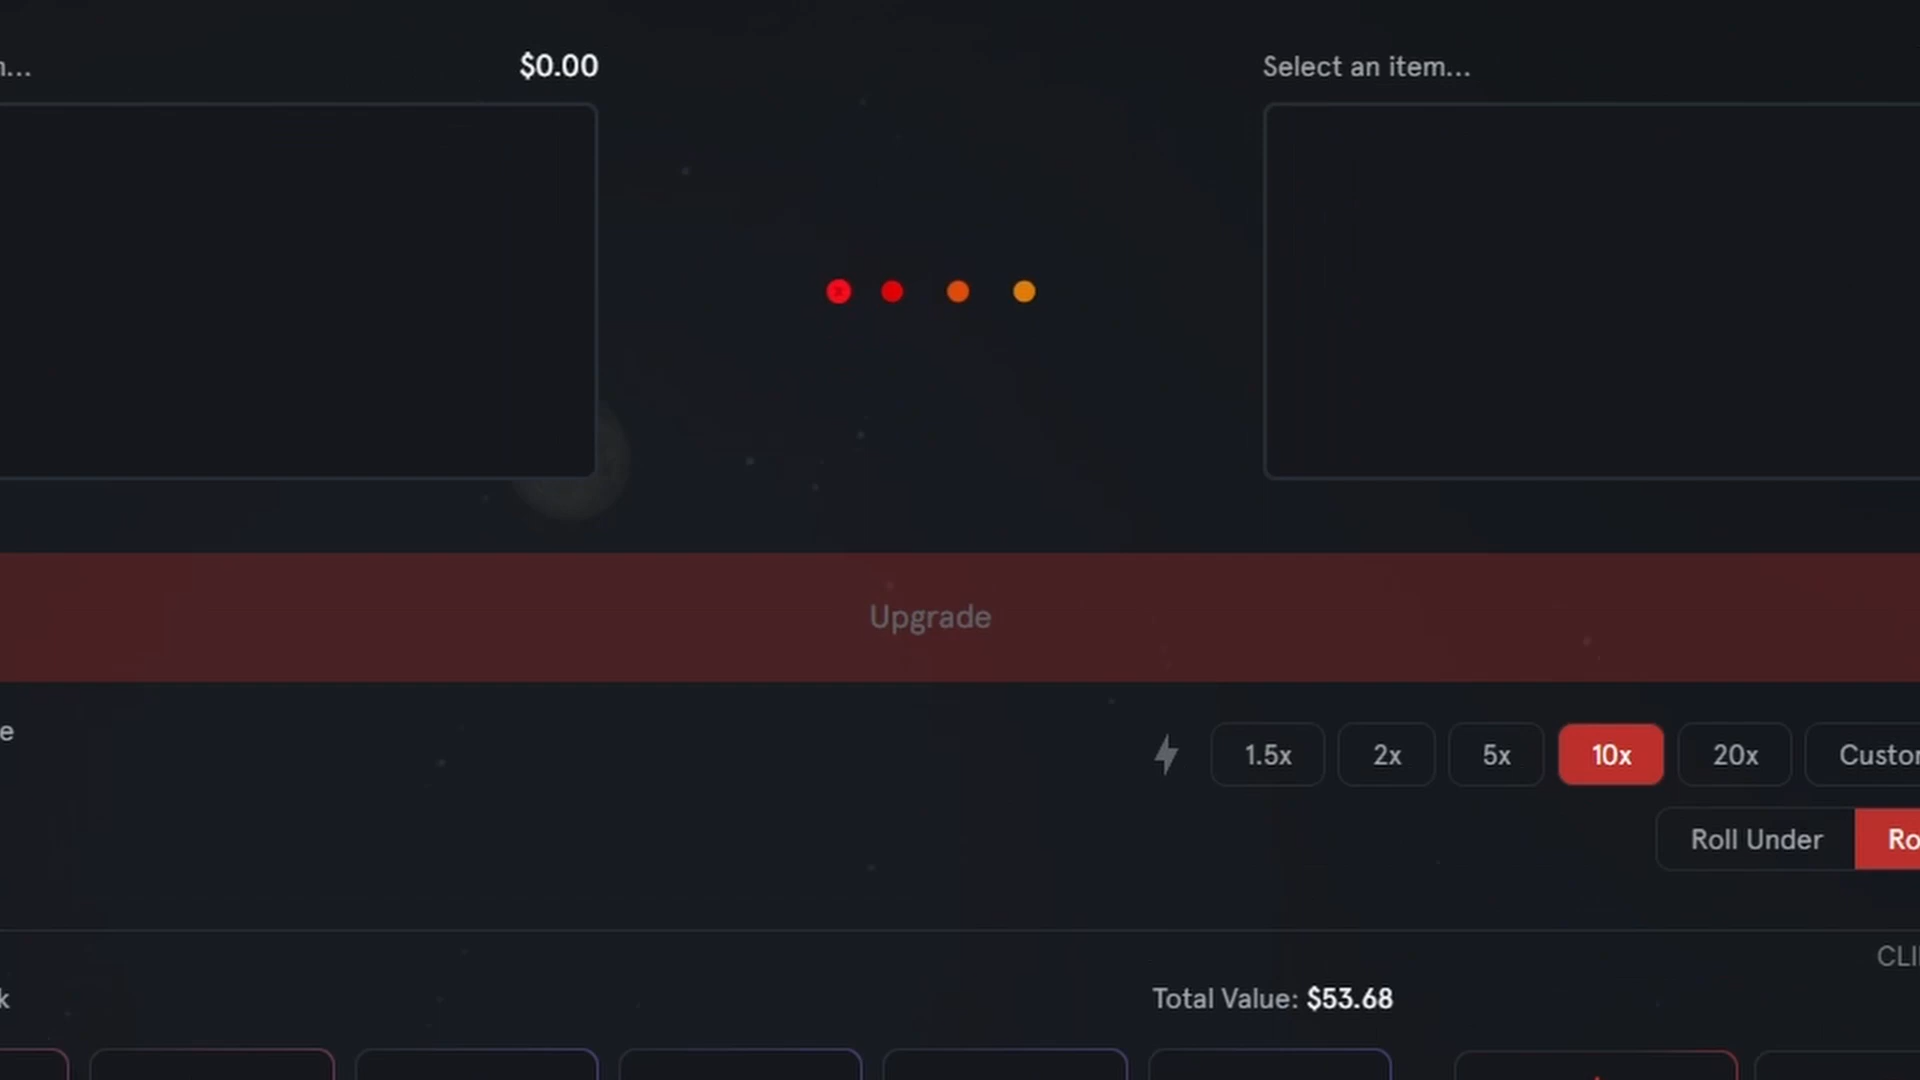 ... $0.00 Select an item...
Upgrade
1.5x 2x 5x 10x 20x
Roll Under
Total Value: $53.68